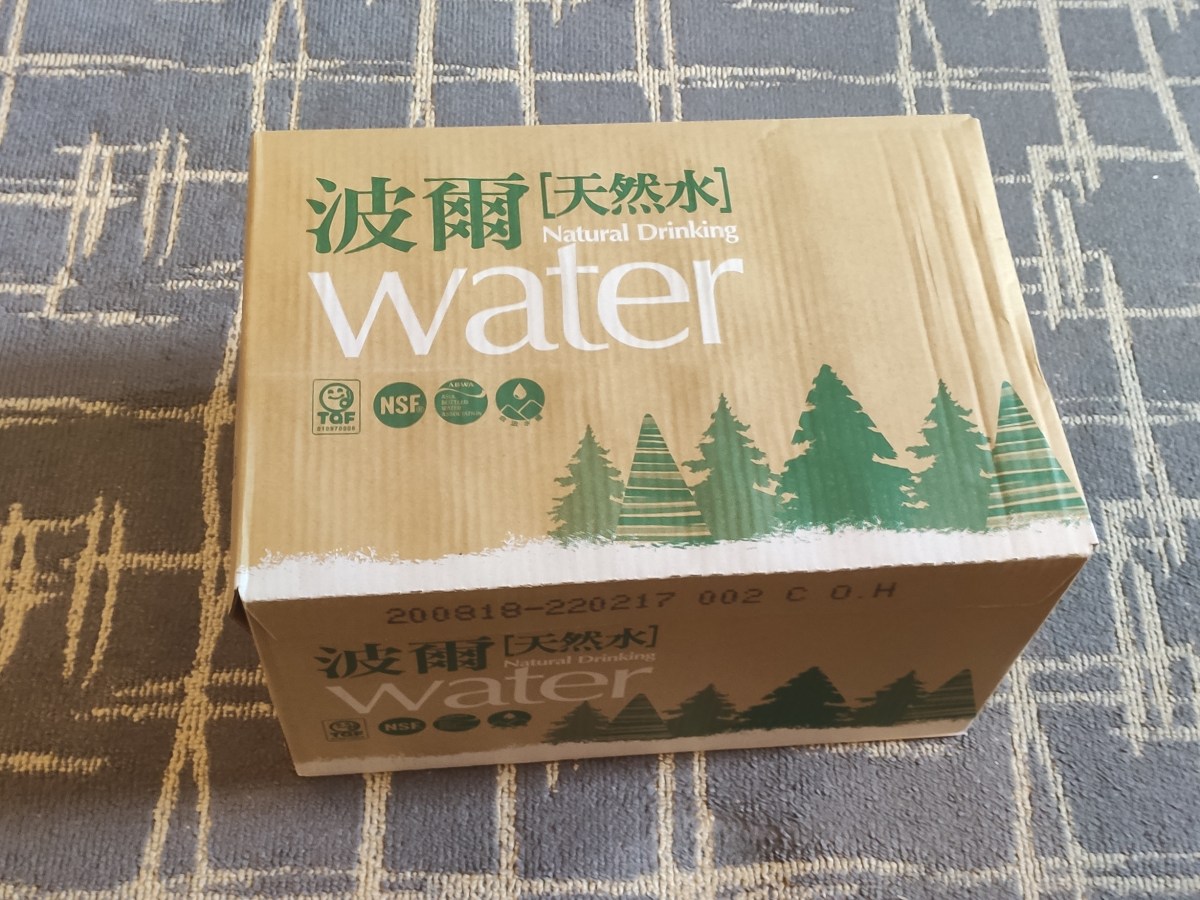 波爾[天然水]
Natural Drinking
water
TQF
NSF
200818-220217 002 C O.H
波爾[天然水]
Natural Drinking
water
TQF
NSF